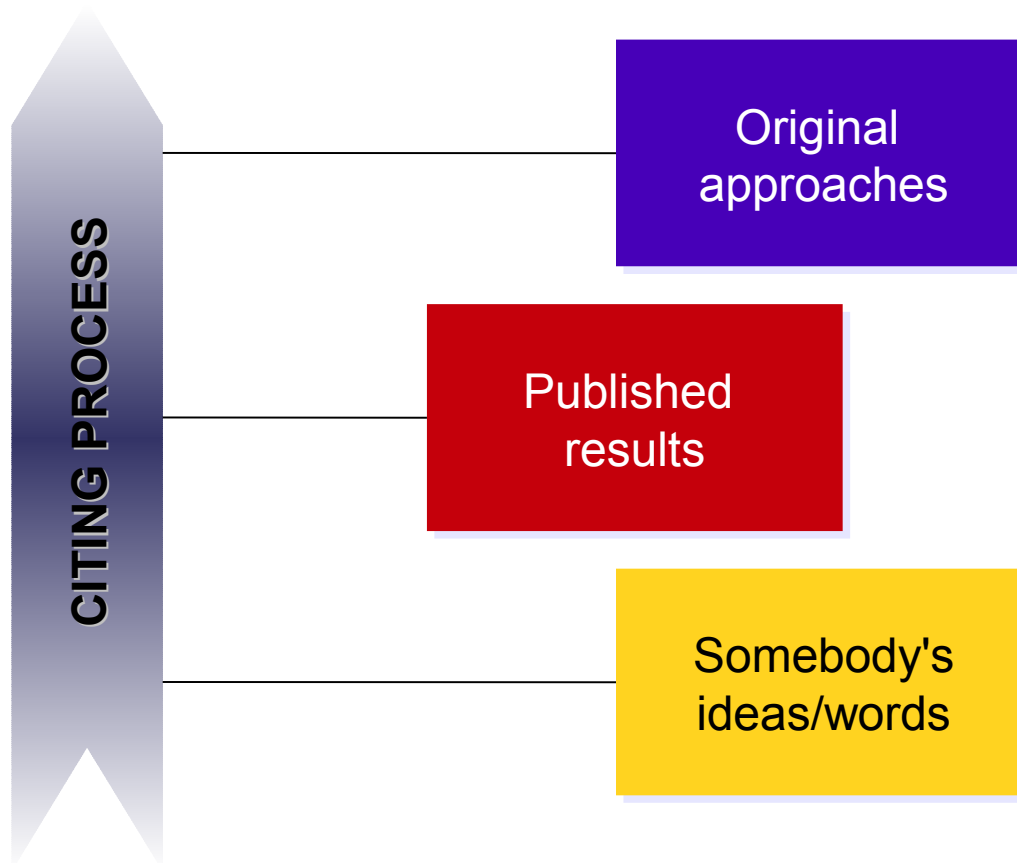 CITING PROCESS
Original
approaches
Published
results
Somebody's
ideas/words